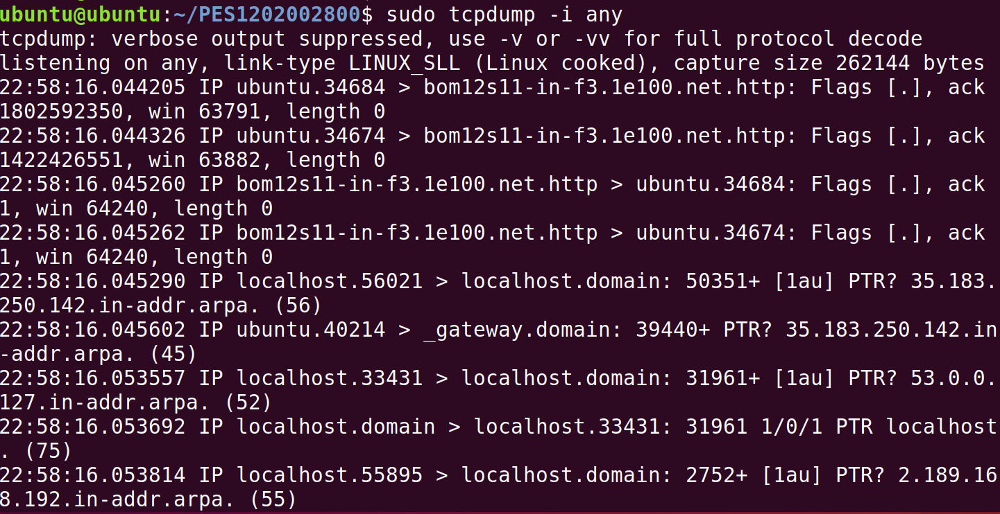 ubuntu@ubuntu:~/PES1202002800$ sudo tcpdump -i any
tcpdump: verbose output suppressed, use -v or -vv for full protocol decode
listening on any, link-type LINUX_SLL (Linux cooked), capture size 262144 bytes
22:58:16.044205 IP ubuntu.34684 > bom12s11-in-f3.1e100.net.http: Flags [.], ack
1802592350, win 63791, length 0
22:58:16.044326 IP ubuntu.34674 > bom12s11-in-f3.1e100.net.http: Flags [.], ack
1422426551, win 63882, length 0
22:58:16.045260 IP bom12s11-in-f3.1e100.net.http > ubuntu.34684: Flags [.], ack
1, win 64240, length 0
22:58:16.045262 IP bom12s11-in-f3.1e100.net.http > ubuntu.34674: Flags [.], ack
1, win 64240, length 0
22:58:16.045290 IP localhost.56021 > localhost.domain: 50351+ [1au] PTR? 35.183.
250.142.in-addr.arpa. (56)
22:58:16.045602 IP ubuntu.40214 > _gateway.domain: 39440+ PTR? 35.183.250.142.in
-addr.arpa. (45)
22:58:16.053557 IP localhost.33431 > localhost.domain: 31961+ [1au] PTR? 53.0.0.
127.in-addr.arpa. (52)
22:58:16.053692 IP localhost.domain > localhost.33431: 31961 1/0/1 PTR localhost
. (75)
22:58:16.053814 IP localhost.55895 > localhost.domain: 2752+ [1au] PTR? 2.189.16
8.192.in-addr.arpa. (55)